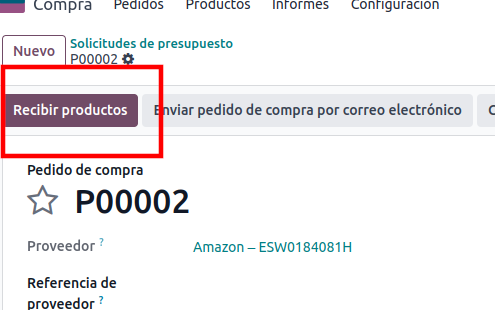 Compra Pedidos Productos Informes Configuración
Nuevo
Solicitudes de presupuesto
P00002
Recibir productos
Enviar pedido de compra por correo electrónico
Pedido de compra
P00002
Proveedor ?
Amazon – ESW0184081H
Referencia de
proveedor ?